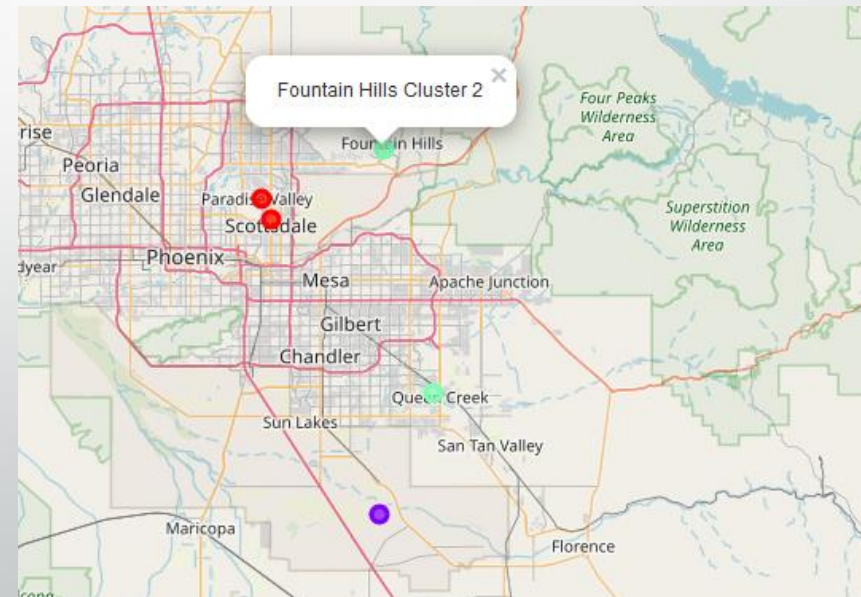 Fountain Hills Cluster 2
×
Four Peaks
Wilderness
Area
rise
Fountain Hills
Peoria
Glendale
Paradise Valley
Scottsdale
Superstition
Wilderness
Area
Phoenix
dyear
Mesa
Apache Junction
Gilbert
Chandler
Queen Creek
Sun Lakes
San Tan Valley
Maricopa
Florence